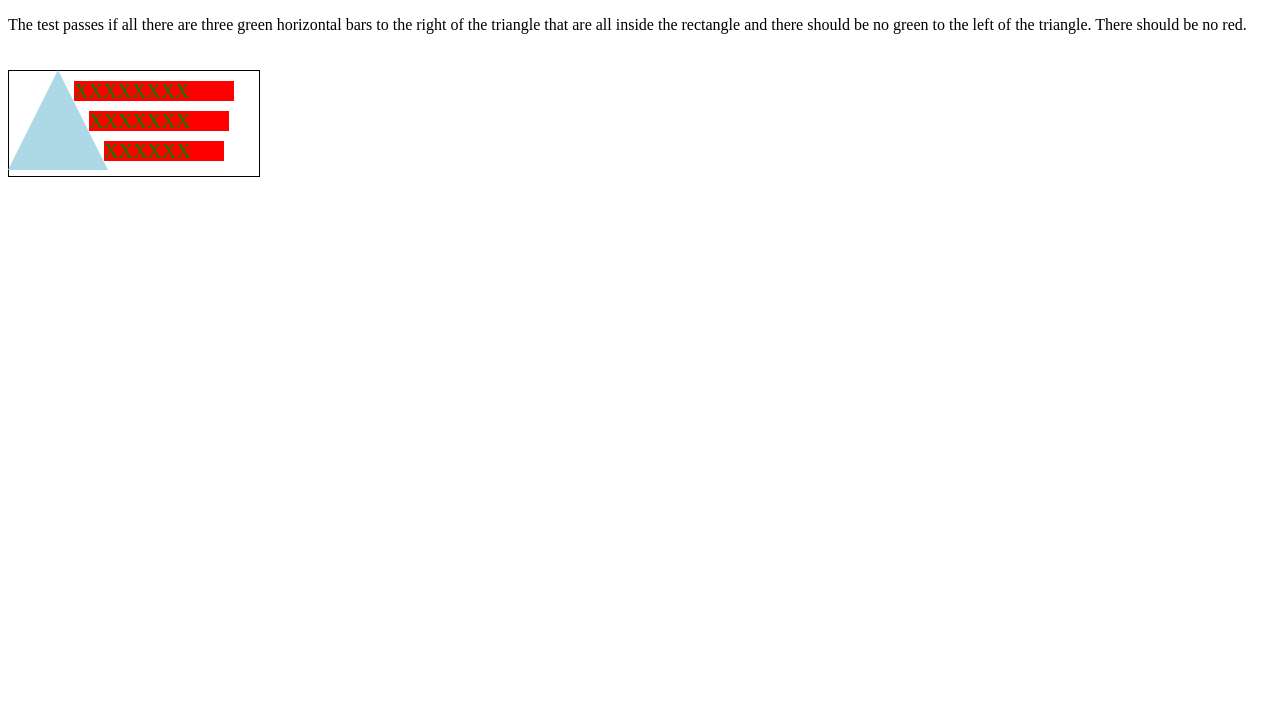 The test passes if all there are three green horizontal bars to the right of the triangle that are all inside the rectangle and there should be no green to the left of the triangle. There should be no red.
XXXXXXXX
XXXXXXX
XXXXXX